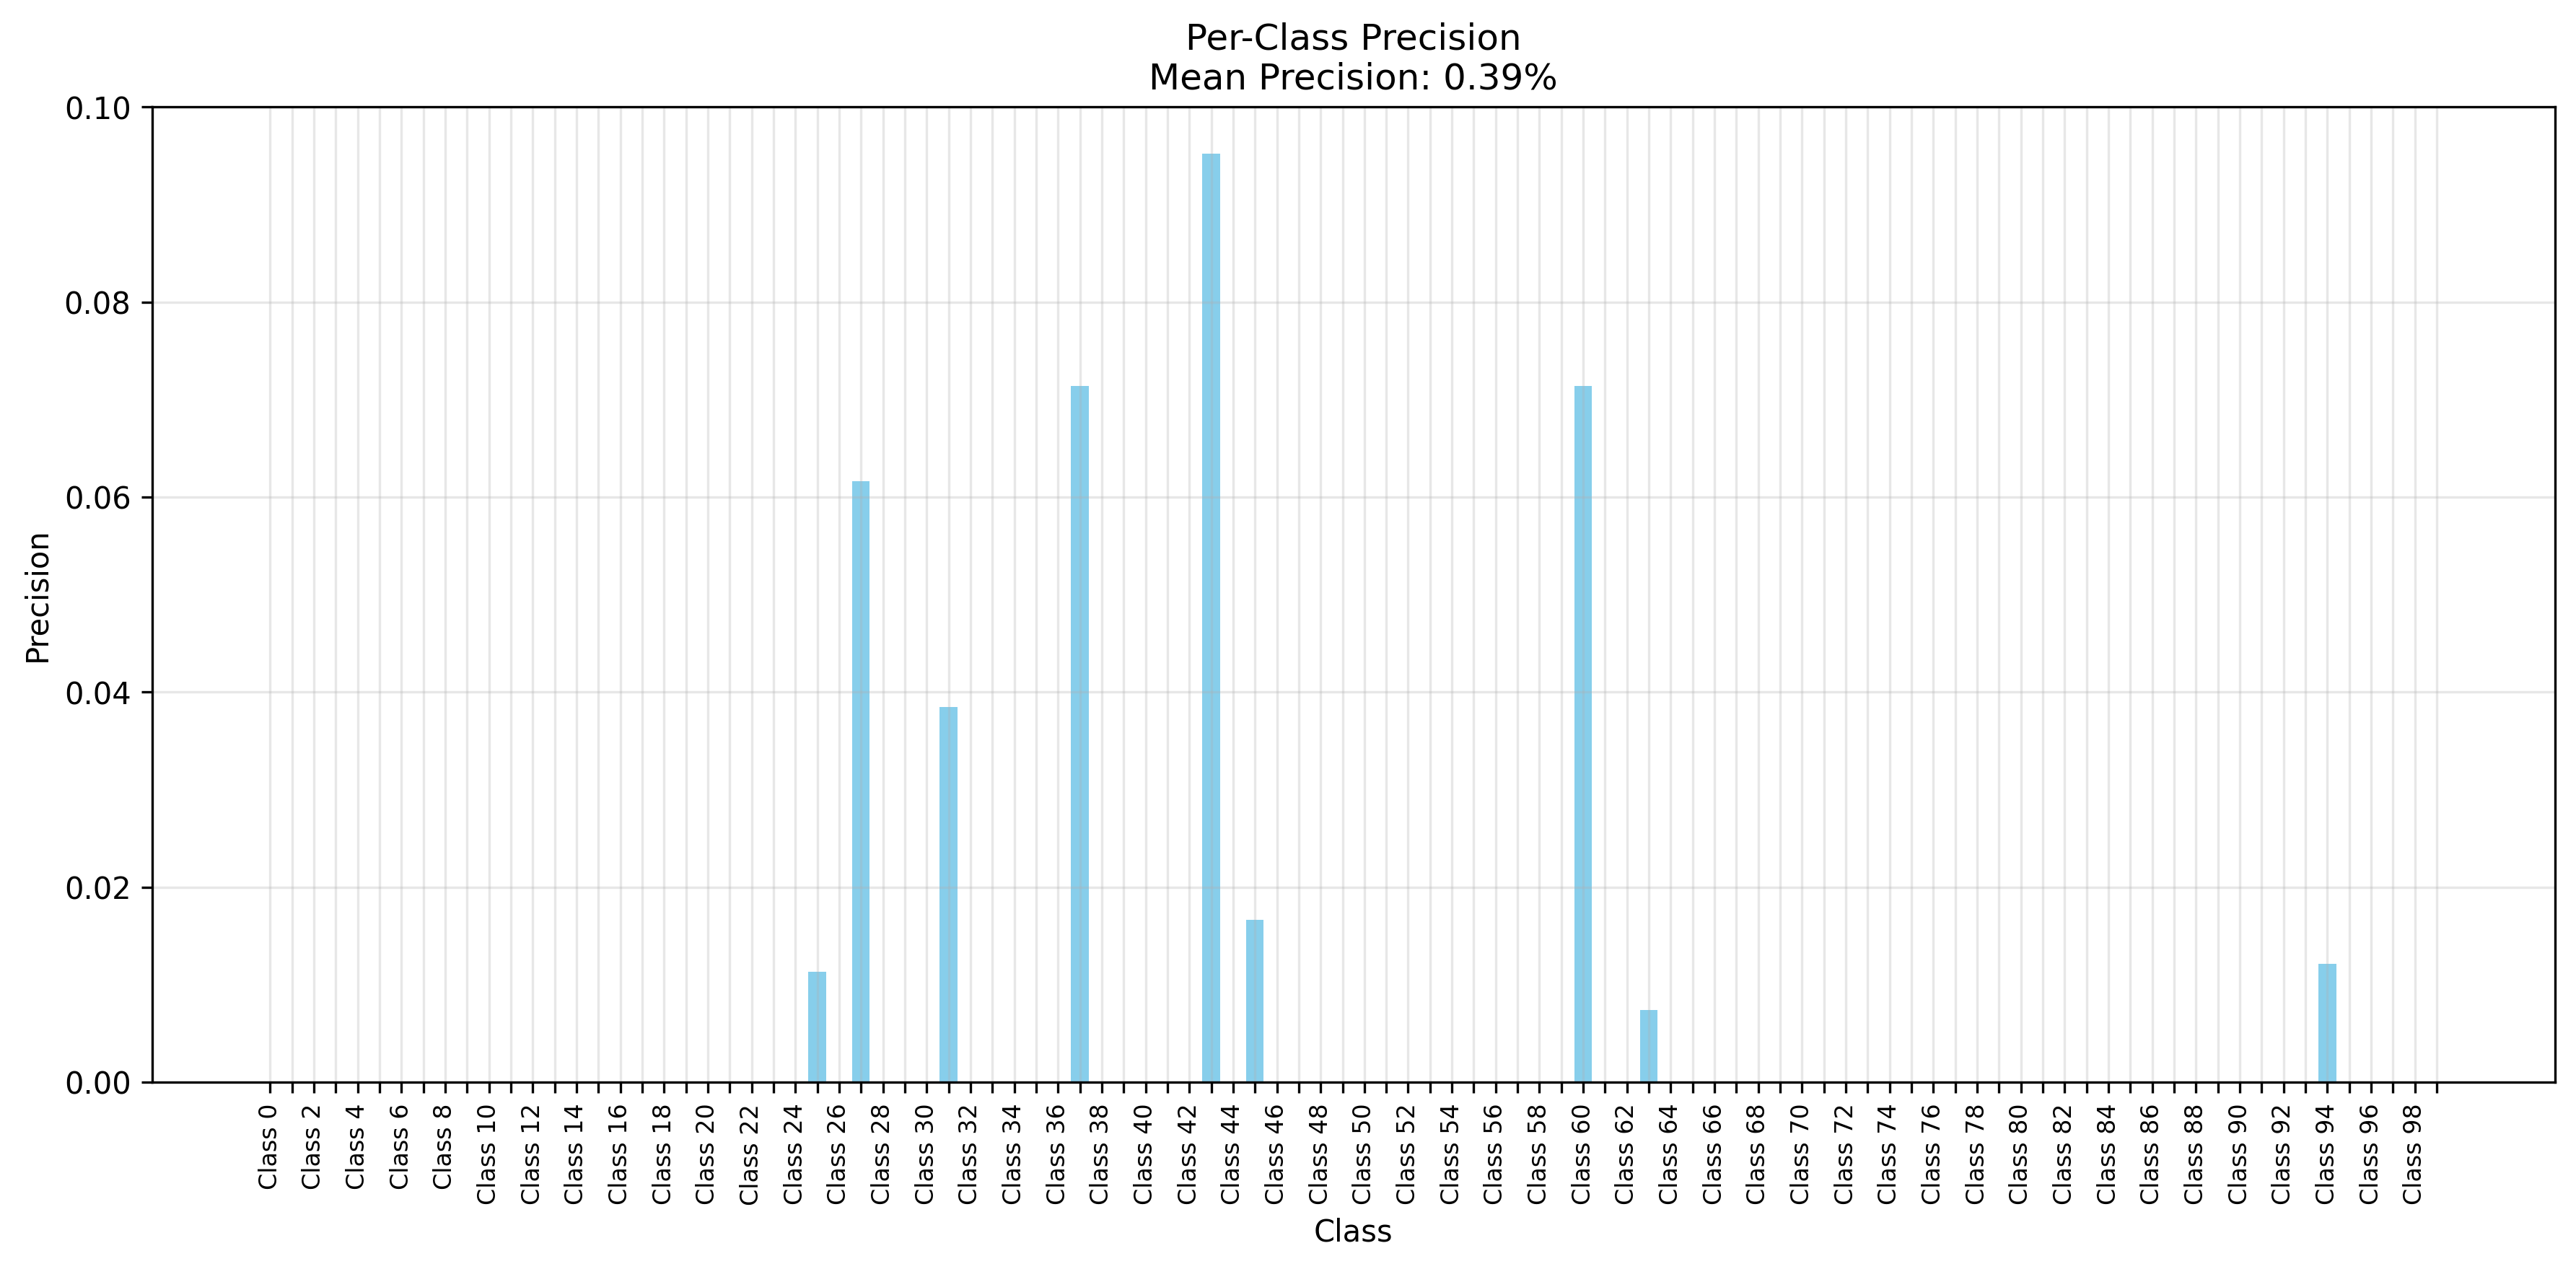 Per-Class Precision
Mean Precision: 0.39%
0.10
0.08
0.06
0.04
0.02
0.00
Precision
Class 0
Class 2
Class 4
Class 6
Class 8
Class 10
Class 12
Class 14
Class 16
Class 18
Class 20
Class 22
Class 24
Class 26
Class 28
Class 30
Class 32
Class 34
Class 36
Class 38
Class 40
Class 42
Class 44
Class 46
Class 48
Class 50
Class 52
Class 54
Class 56
Class 58
Class 60
Class 62
Class 64
Class 66
Class 68
Class 70
Class 72
Class 74
Class 76
Class 78
Class 80
Class 82
Class 84
Class 86
Class 88
Class 90
Class 92
Class 94
Class 96
Class 98
Class